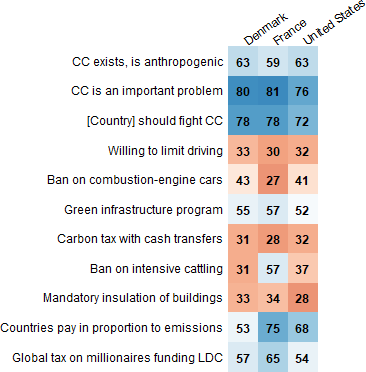 Denmark France United States
CC exists, is anthropogenic 63 59 63
CC is an important problem 80 81 76
[Country] should fight CC 78 78 72
Willing to limit driving 33 30 32
Ban on combustion-engine cars 43 27 41
Green infrastructure program 55 57 52
Carbon tax with cash transfers 31 28 32
Ban on intensive cattling 31 57 37
Mandatory insulation of buildings 33 34 28
Countries pay in proportion to emissions 53 75 68
Global tax on millionaires funding LDC 57 65 54